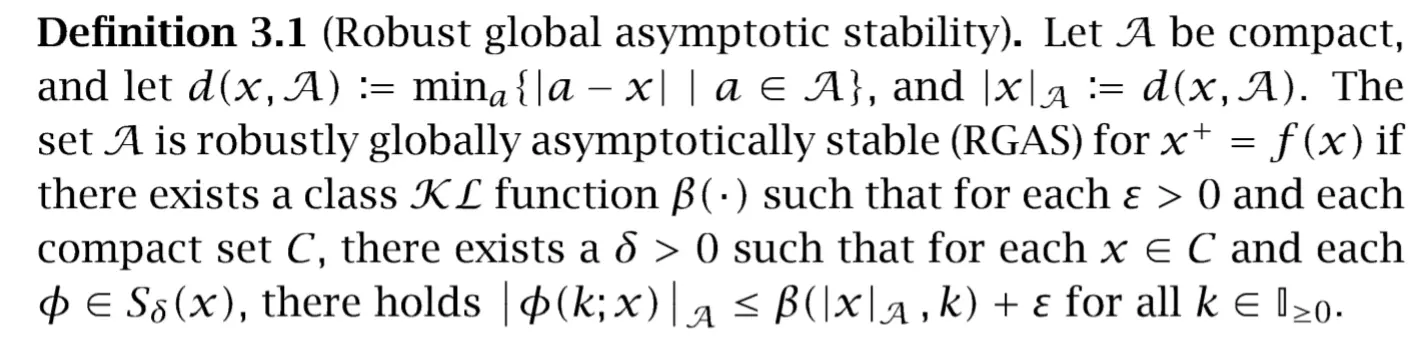 Definition 3.1 (Robust global asymptotic stability). Let 𝒜 be compact,
and let d(x, 𝒜) := minₐ{|a − x| | a ∈ 𝒜}, and |x|_𝒜 := d(x, 𝒜). The
set 𝒜 is robustly globally asymptotically stable (RGAS) for x⁺ = f(x) if
there exists a class 𝒦ℒ function β(·) such that for each ε > 0 and each
compact set C, there exists a δ > 0 such that for each x ∈ C and each
ϕ ∈ S_δ(x), there holds |ϕ(k; x)|_𝒜 ≤ β(|x|_𝒜, k) + ε for all k ∈ 𝕀≥0.